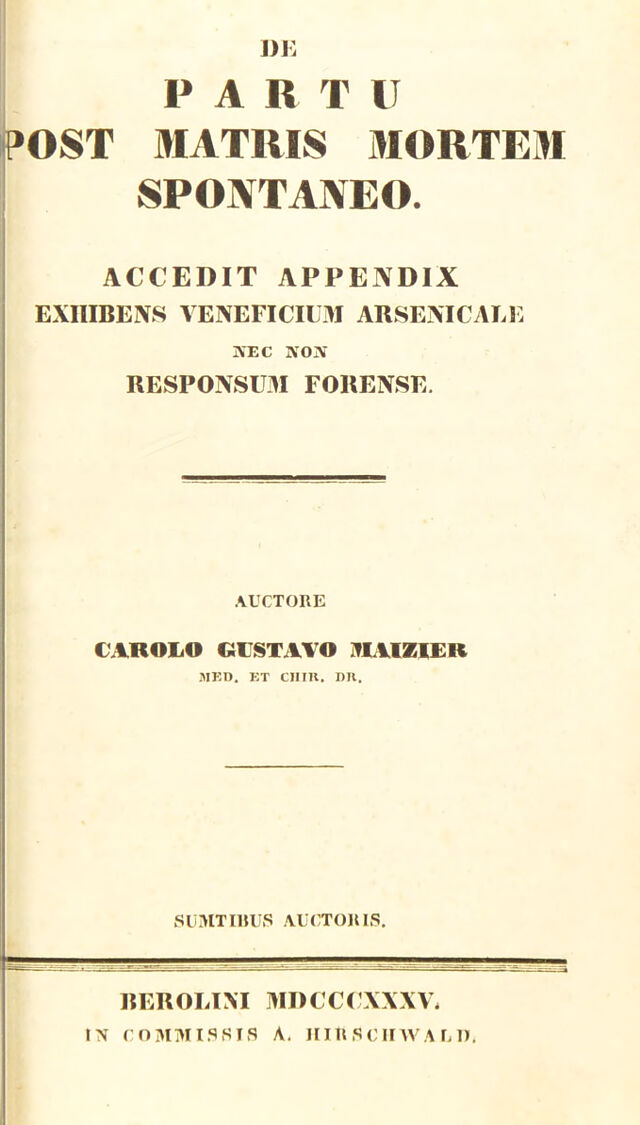 DE
PARTU
POST MATRIS MORTEM
SPONTANEO.
ACCEDIT APPENDIX
EXHIBENS VENEFICIUM ARSENICALE
NEC NON
RESPONSUM FORENSE.
AUCTORE
CAROLO GUSTAVO MAIZIER
MED. ET CHIR. DR.
SUMTIBUS AUCTORIS.
BEROLINI MDCCCXXXV.
IN COMMISSIS A. HIRSCHWALD.